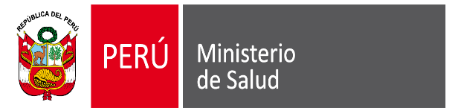 REPÚBLICA DEL PERÚ
PERÚ
Ministerio
de Salud